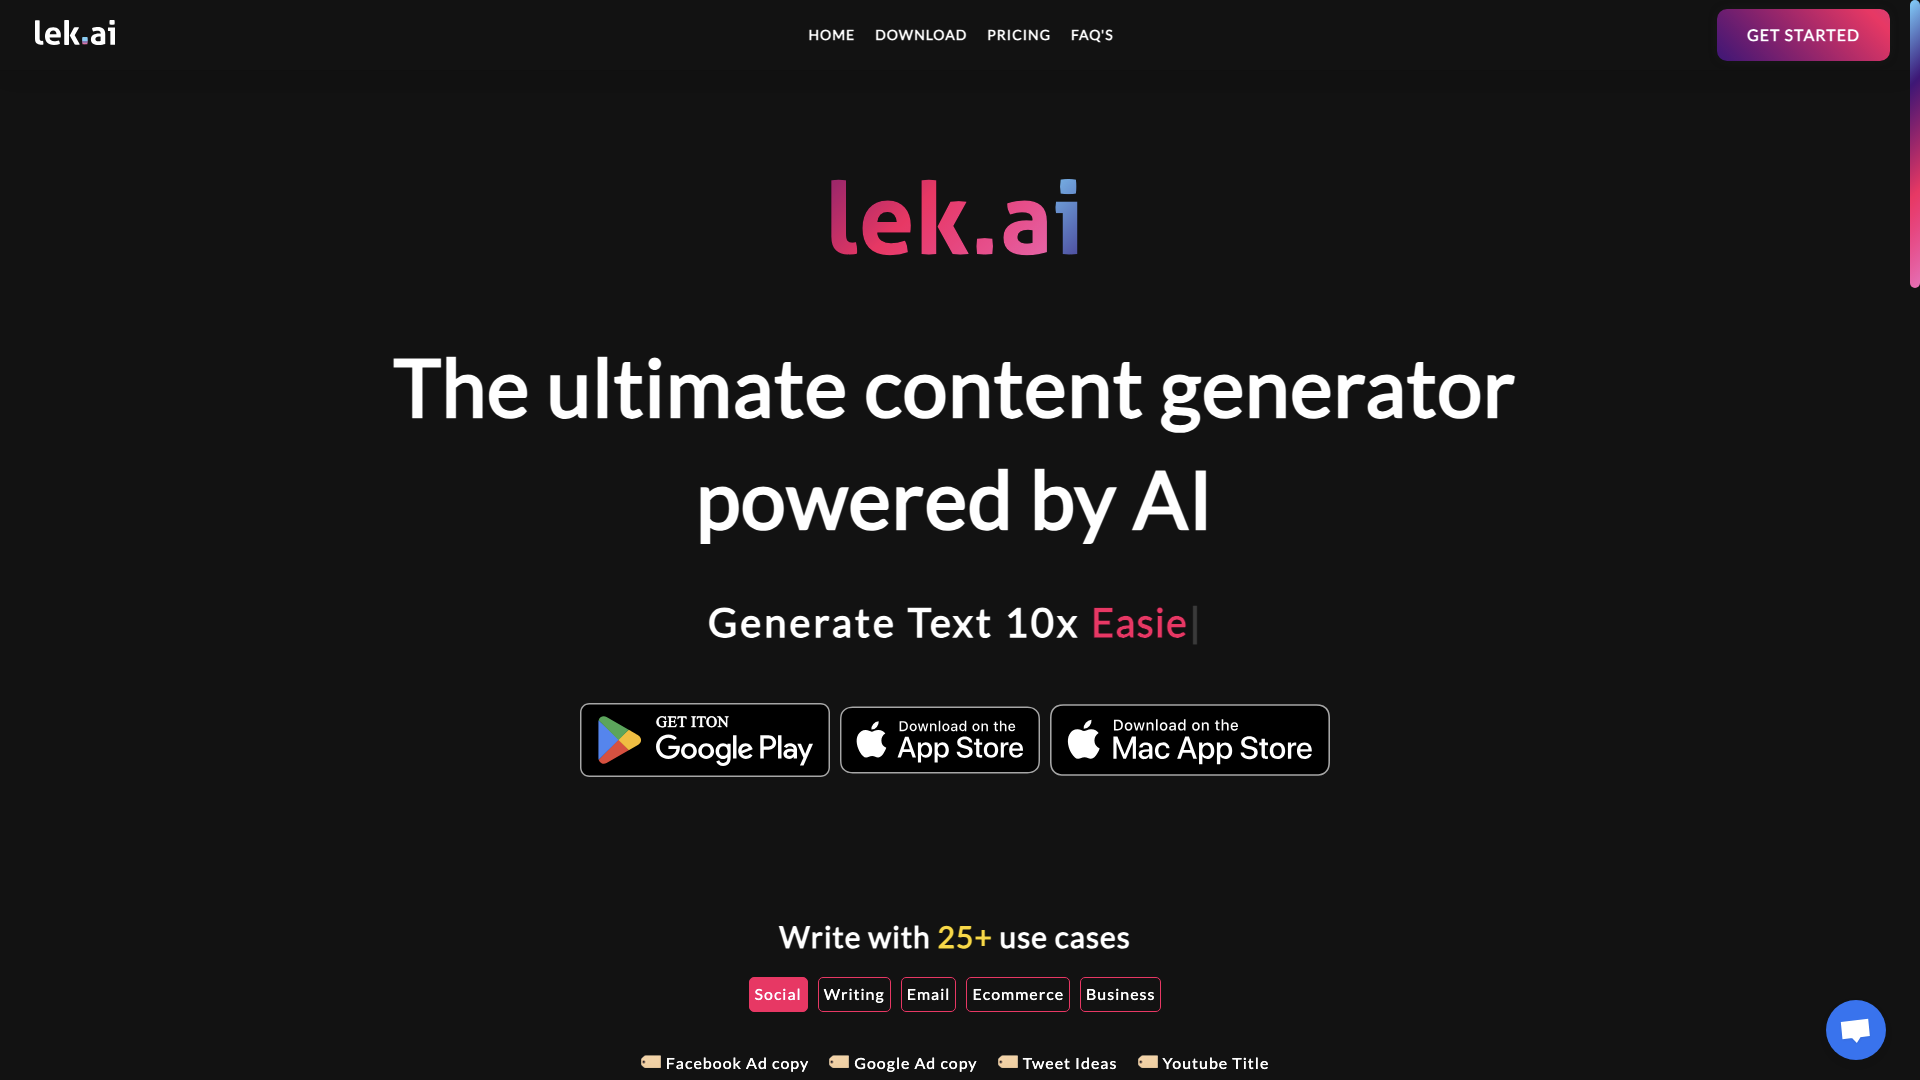 lek.ai
HOME DOWNLOAD PRICING FAQ'S
GET STARTED
lek.ai
The ultimate content generator
powered by AI
Generate Text 10x Easie
GET IT ON
Google Play
Download on the
App Store
Download on the
Mac App Store
Write with 25+ use cases
Social Writing Email Ecommerce Business
Facebook Ad copy Google Ad copy Tweet Ideas Youtube Title